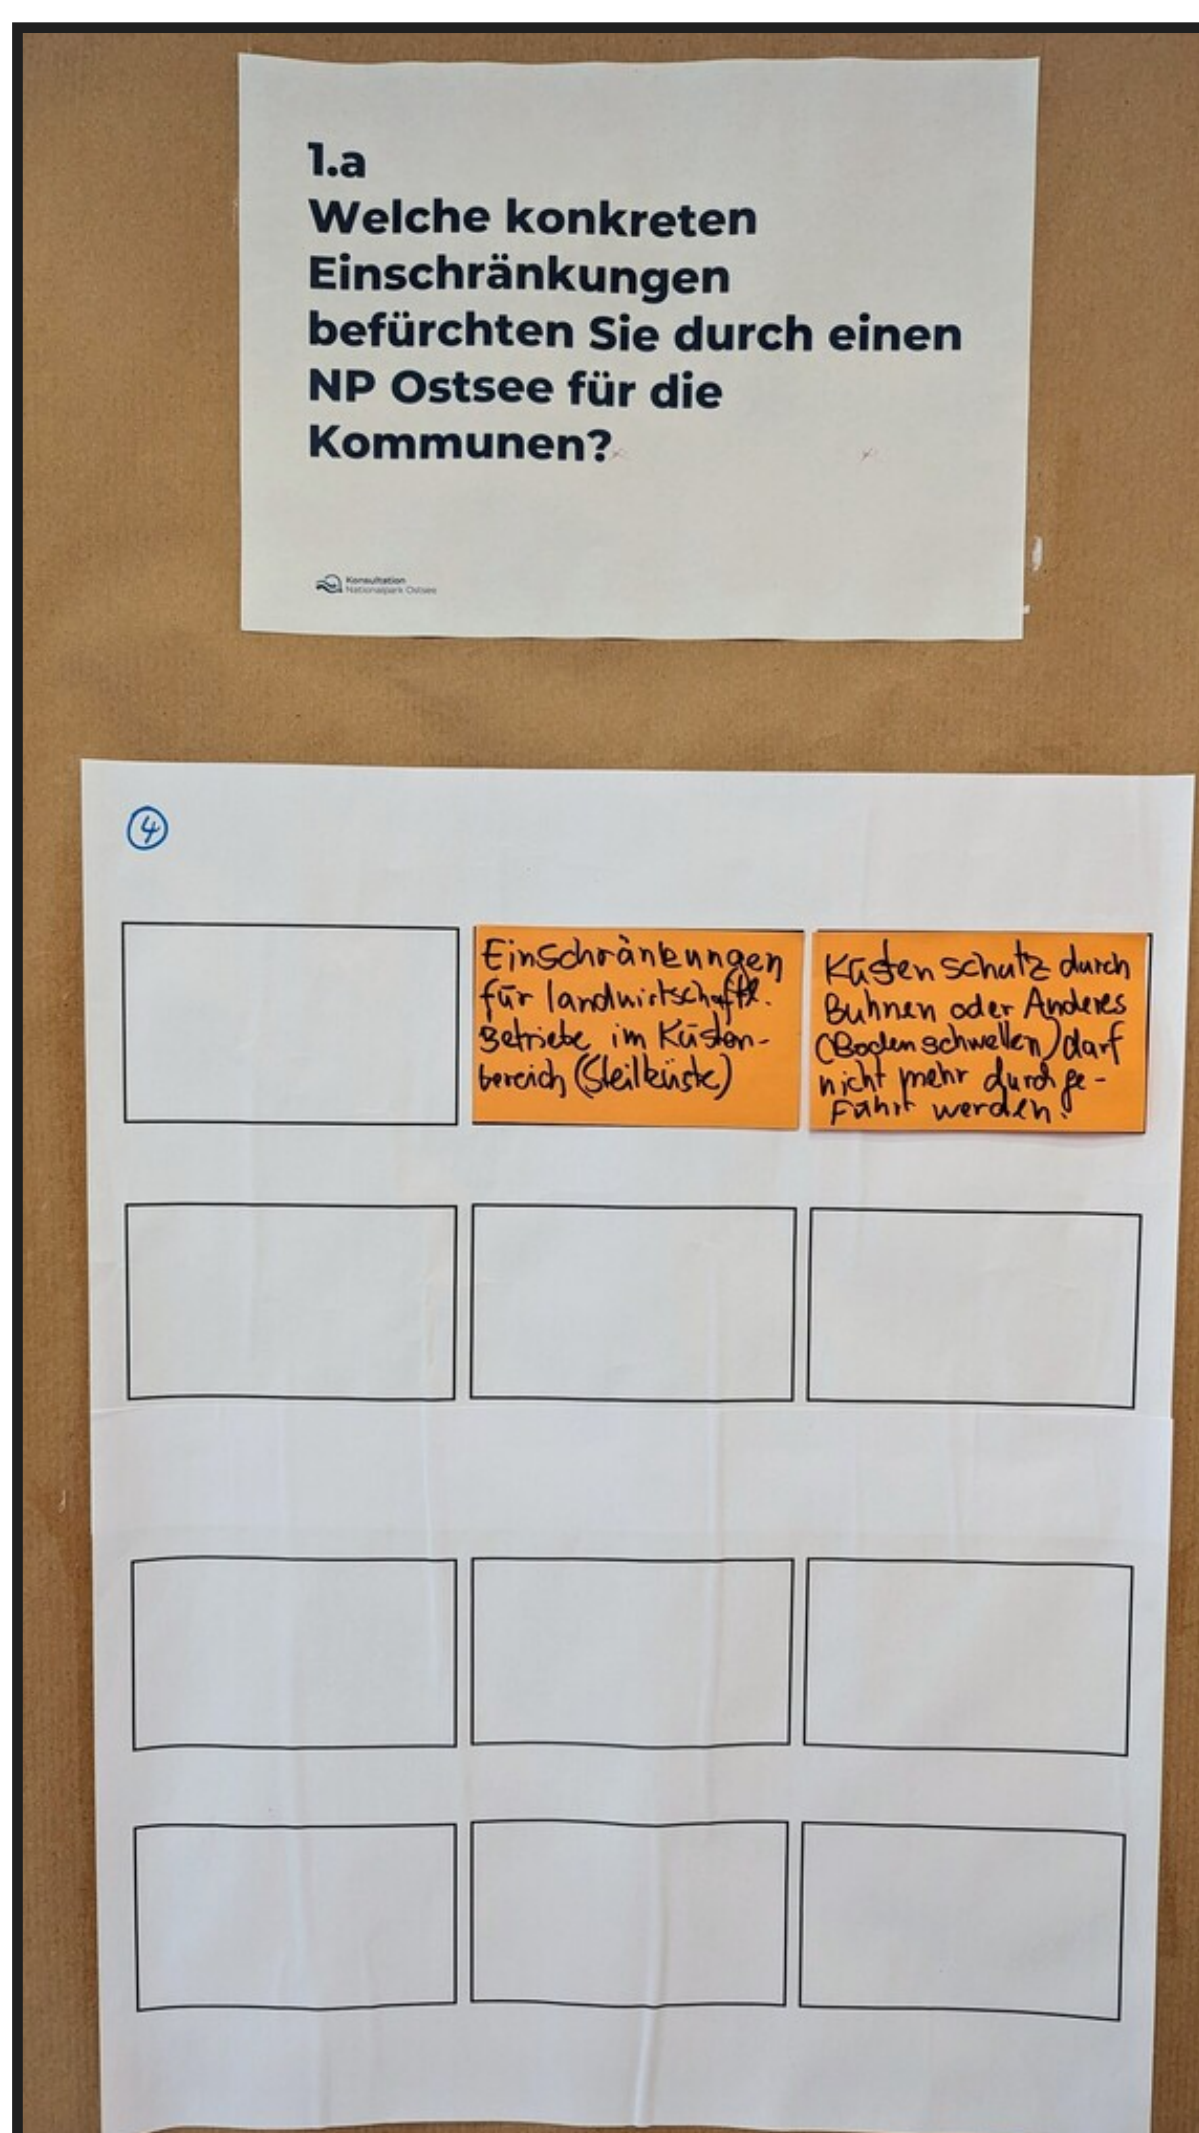 1.a
Welche konkreten
Einschränkungen
befürchten Sie durch einen
NP Ostsee für die
Kommunen?
Konsultation
Nationalpark Ostsee
4
Einschränkungen
für landwirtschaftl.
Betriebe im Küsten-
bereich (Steilküste)
Küstenschutz durch
Buhnen oder Anderes
(Bodenschwellen) darf
nicht mehr durchge-
führt werden!